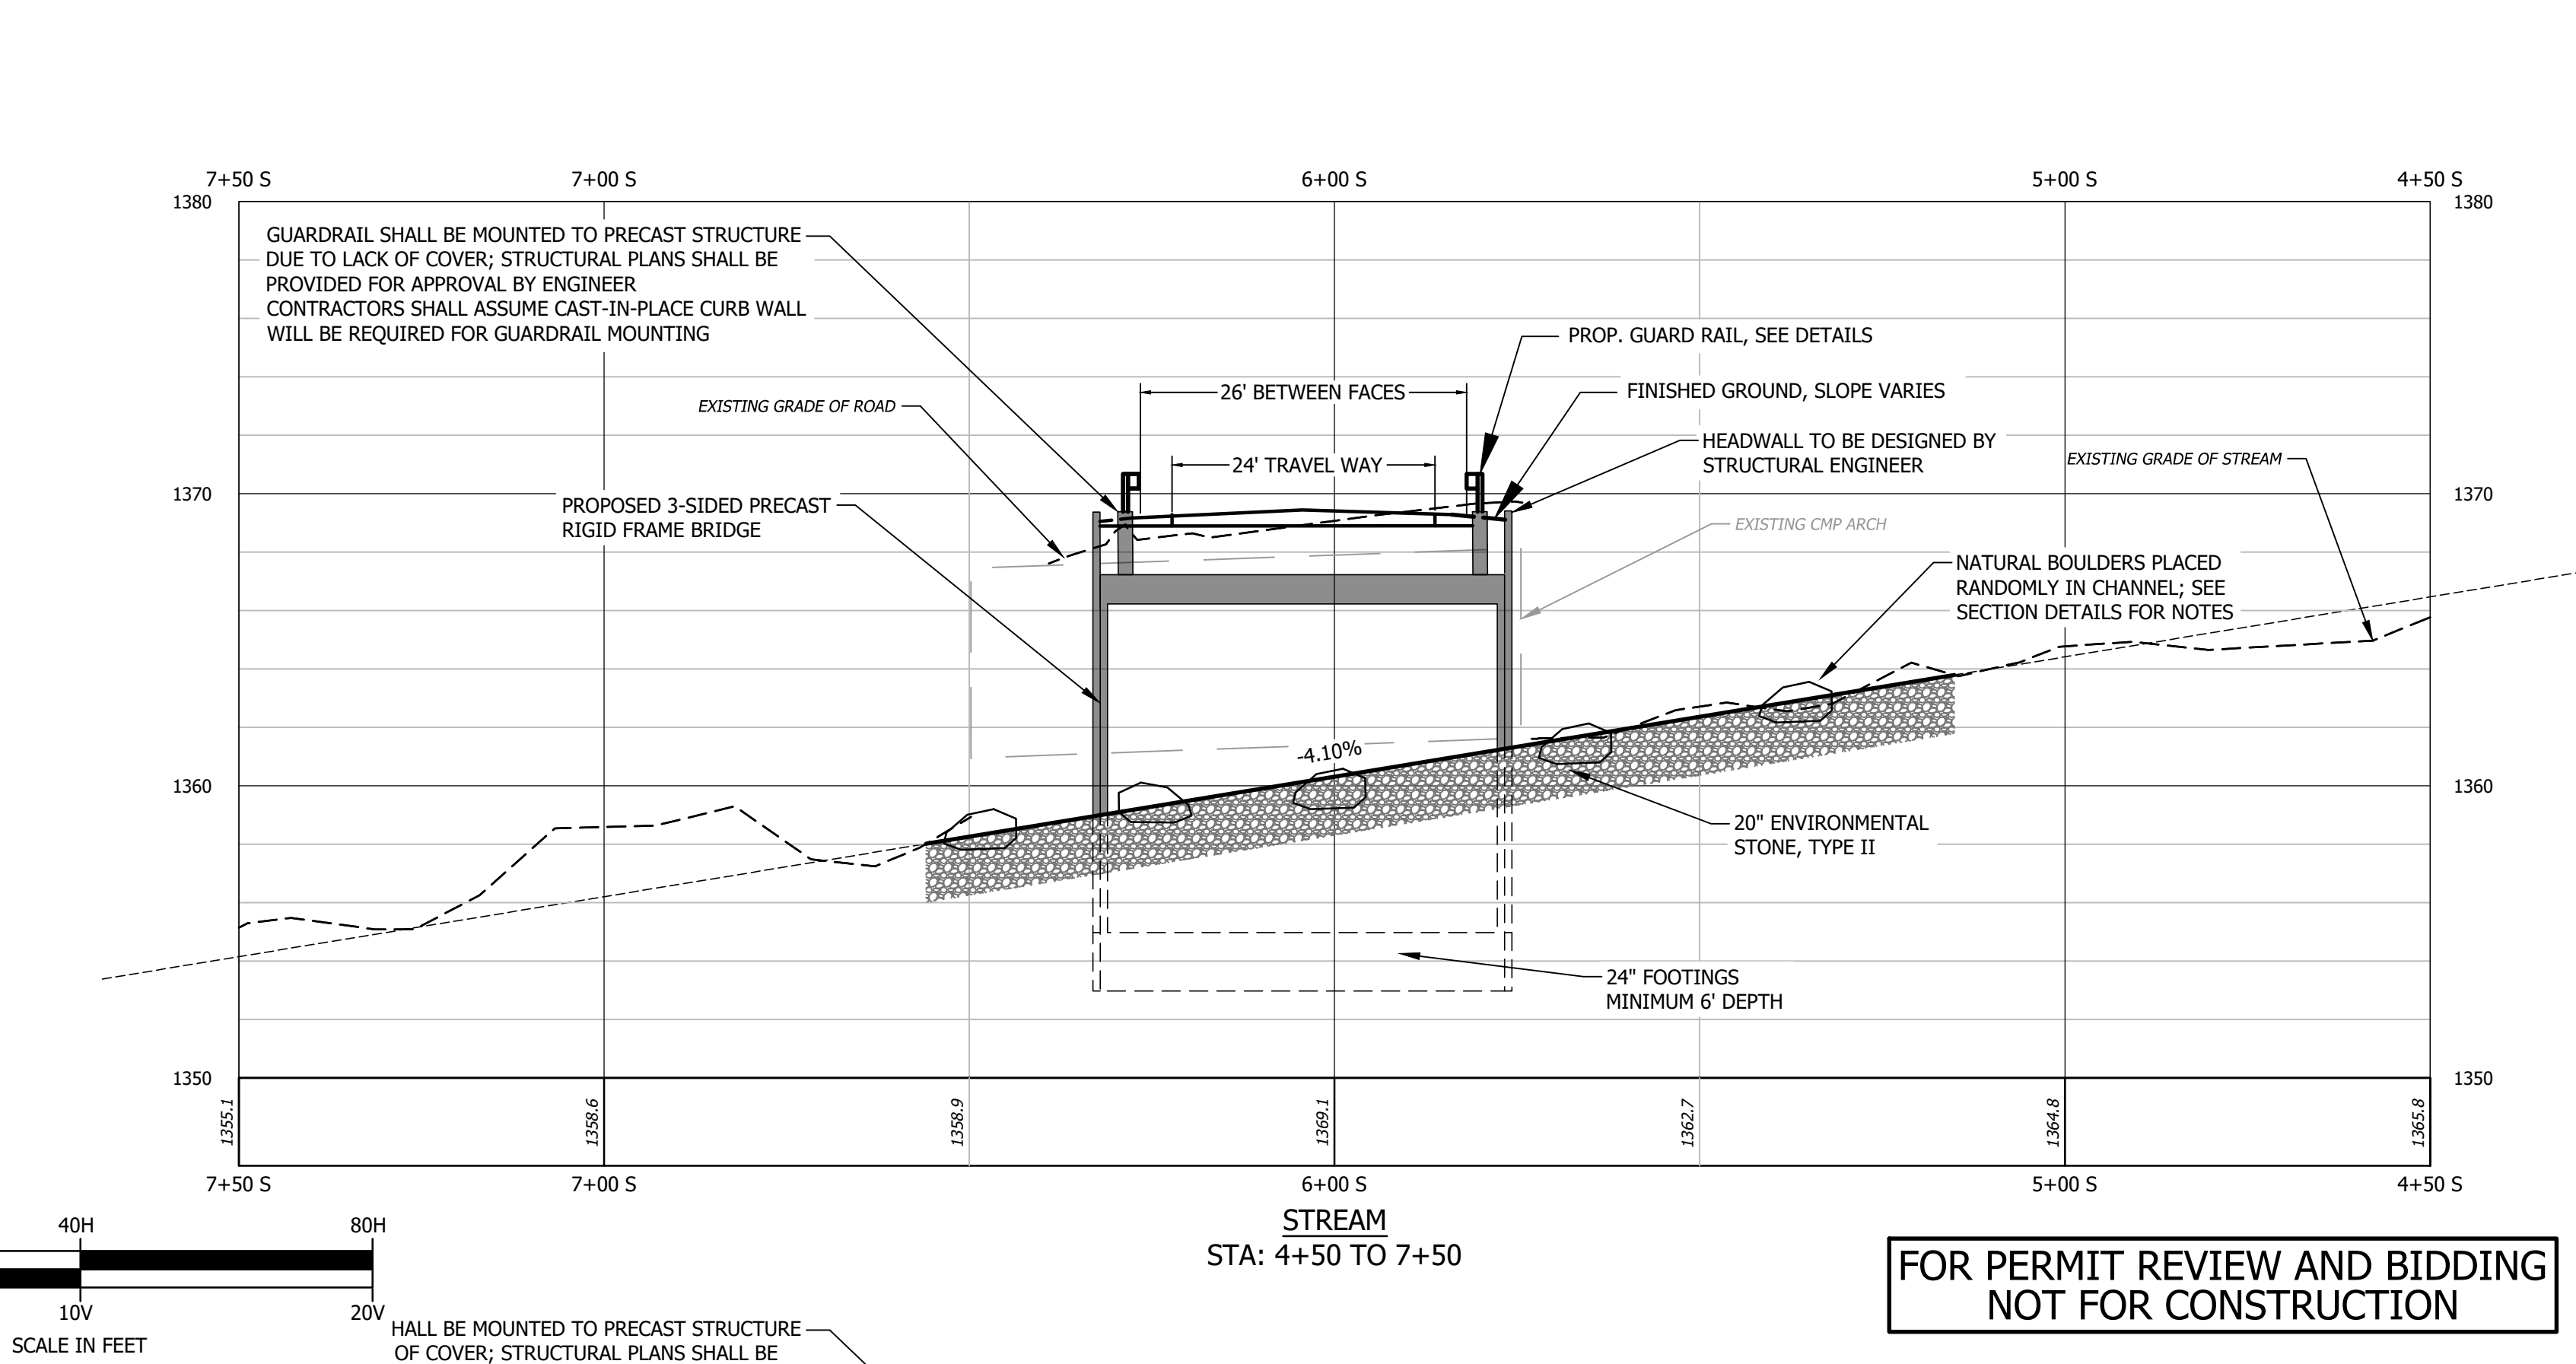 7+50 S
7+00 S
6+00 S
5+00 S
4+50 S
1380
1380
GUARDRAIL SHALL BE MOUNTED TO PRECAST STRUCTURE
DUE TO LACK OF COVER; STRUCTURAL PLANS SHALL BE
PROVIDED FOR APPROVAL BY ENGINEER
CONTRACTORS SHALL ASSUME CAST-IN-PLACE CURB WALL
WILL BE REQUIRED FOR GUARDRAIL MOUNTING
PROP. GUARD RAIL, SEE DETAILS
26' BETWEEN FACES
FINISHED GROUND, SLOPE VARIES
EXISTING GRADE OF ROAD
HEADWALL TO BE DESIGNED BY
STRUCTURAL ENGINEER
24' TRAVEL WAY
EXISTING GRADE OF STREAM
1370
1370
PROPOSED 3-SIDED PRECAST
RIGID FRAME BRIDGE
EXISTING CMP ARCH
NATURAL BOULDERS PLACED
RANDOMLY IN CHANNEL; SEE
SECTION DETAILS FOR NOTES
-4.10%
1360
1360
20" ENVIRONMENTAL
STONE, TYPE II
24" FOOTINGS
MINIMUM 6' DEPTH
1350
1350
1355.1
1358.6
1358.9
1369.1
1362.7
1364.8
1365.8
7+50 S
7+00 S
6+00 S
5+00 S
4+50 S
STREAM
STA: 4+50 TO 7+50
40H
80H
10V
20V
SCALE IN FEET
FOR PERMIT REVIEW AND BIDDING
NOT FOR CONSTRUCTION
HALL BE MOUNTED TO PRECAST STRUCTURE
OF COVER; STRUCTURAL PLANS SHALL BE